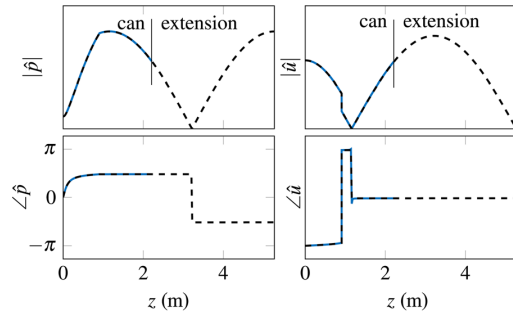 can extension
can extension
|p̂|
|û|
π
0
−π
∠p̂
∠û
0 2 4
0 2 4
z (m)
z (m)